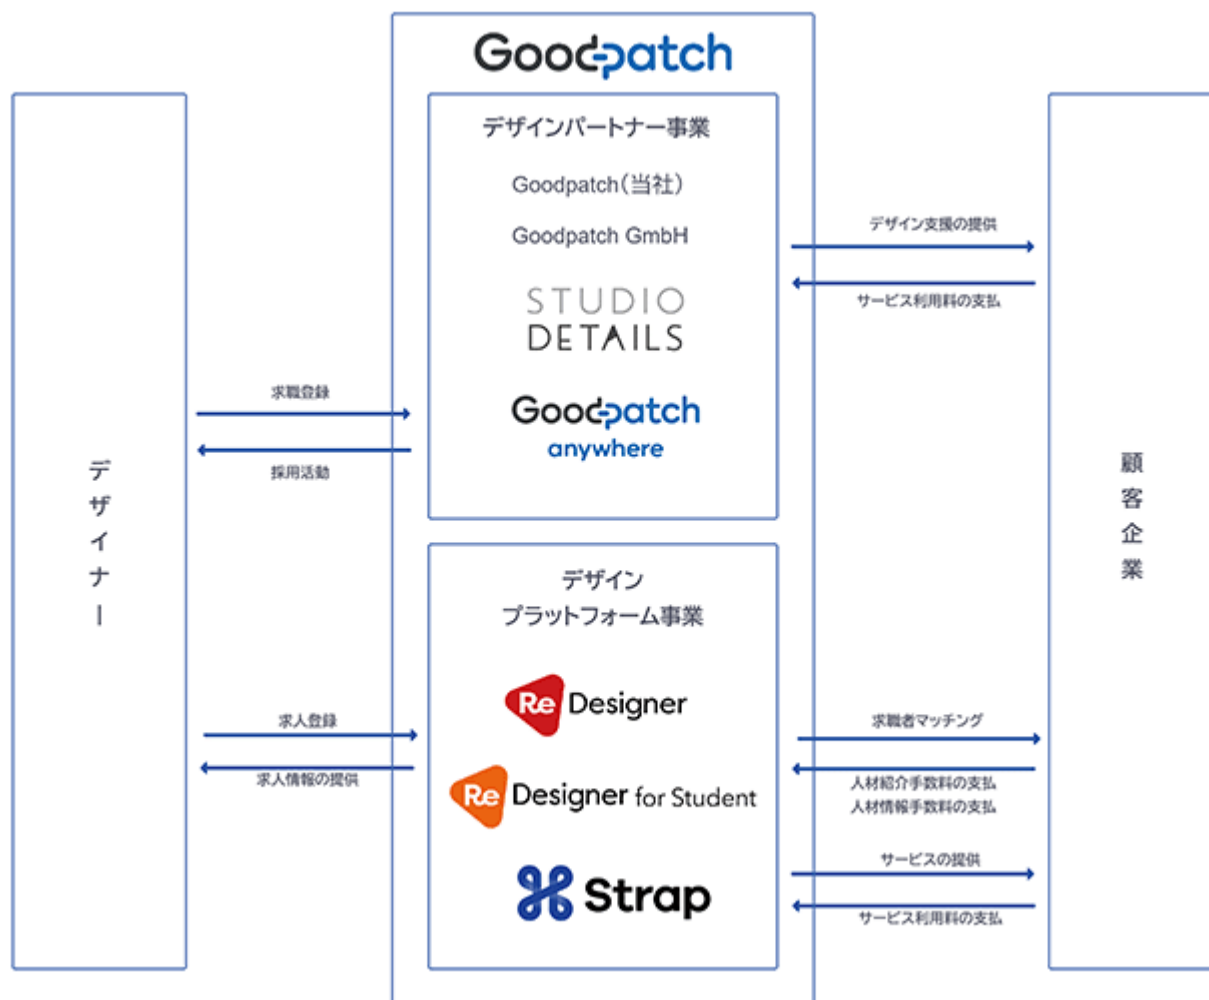 Goodpatch
デザインパートナー事業
Goodpatch(当社)
Goodpatch GmbH
STUDIO
DETAILS
Goodpatch
anywhere
デザイン支援の提供
サービス利用料の支払
求職登録
採用活動
デザイナー
顧客企業
デザイン
プラットフォーム事業
Re Designer
Re Designer for Student
Strap
求人登録
求人情報の提供
求職者マッチング
人材紹介手数料の支払
人材情報手数料の支払
サービスの提供
サービス利用料の支払